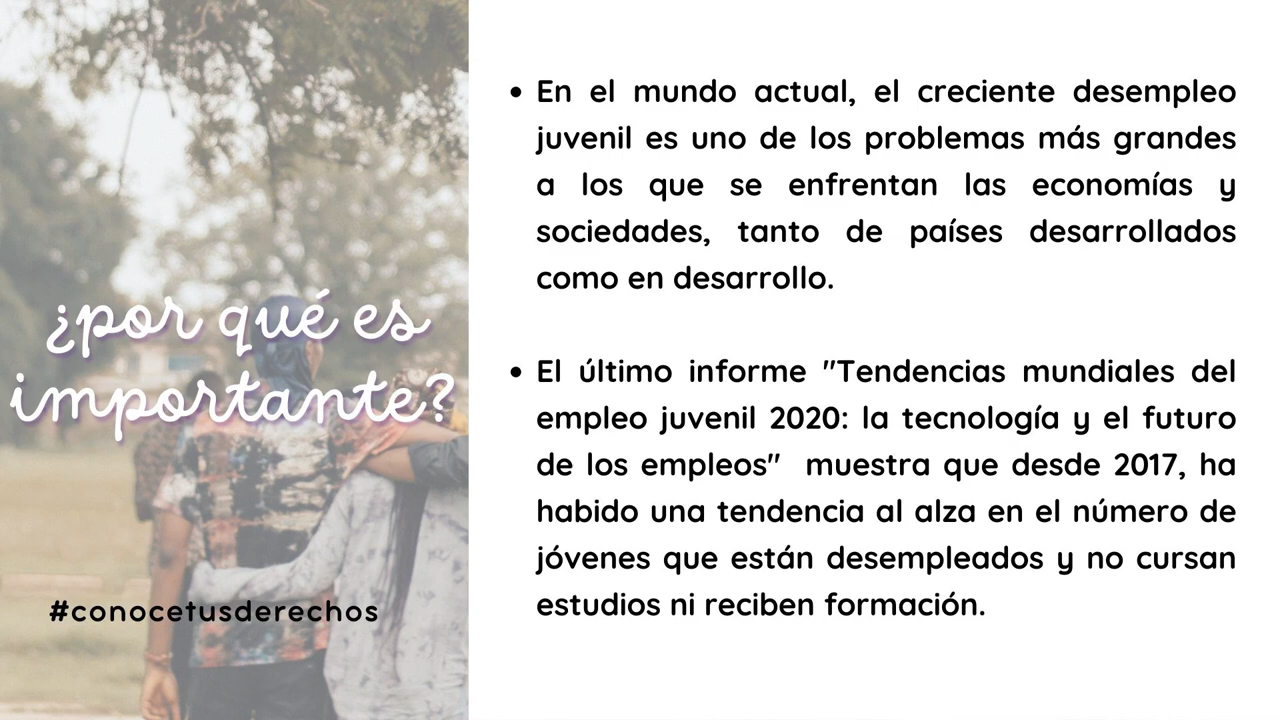 ¿por qué es
importante?
#conocetusderechos
• En el mundo actual, el creciente desempleo
juvenil es uno de los problemas más grandes
a los que se enfrentan las economías y
sociedades, tanto de países desarrollados
como en desarrollo.
• El último informe "Tendencias mundiales del
empleo juvenil 2020: la tecnología y el futuro
de los empleos" muestra que desde 2017, ha
habido una tendencia al alza en el número de
jóvenes que están desempleados y no cursan
estudios ni reciben formación.